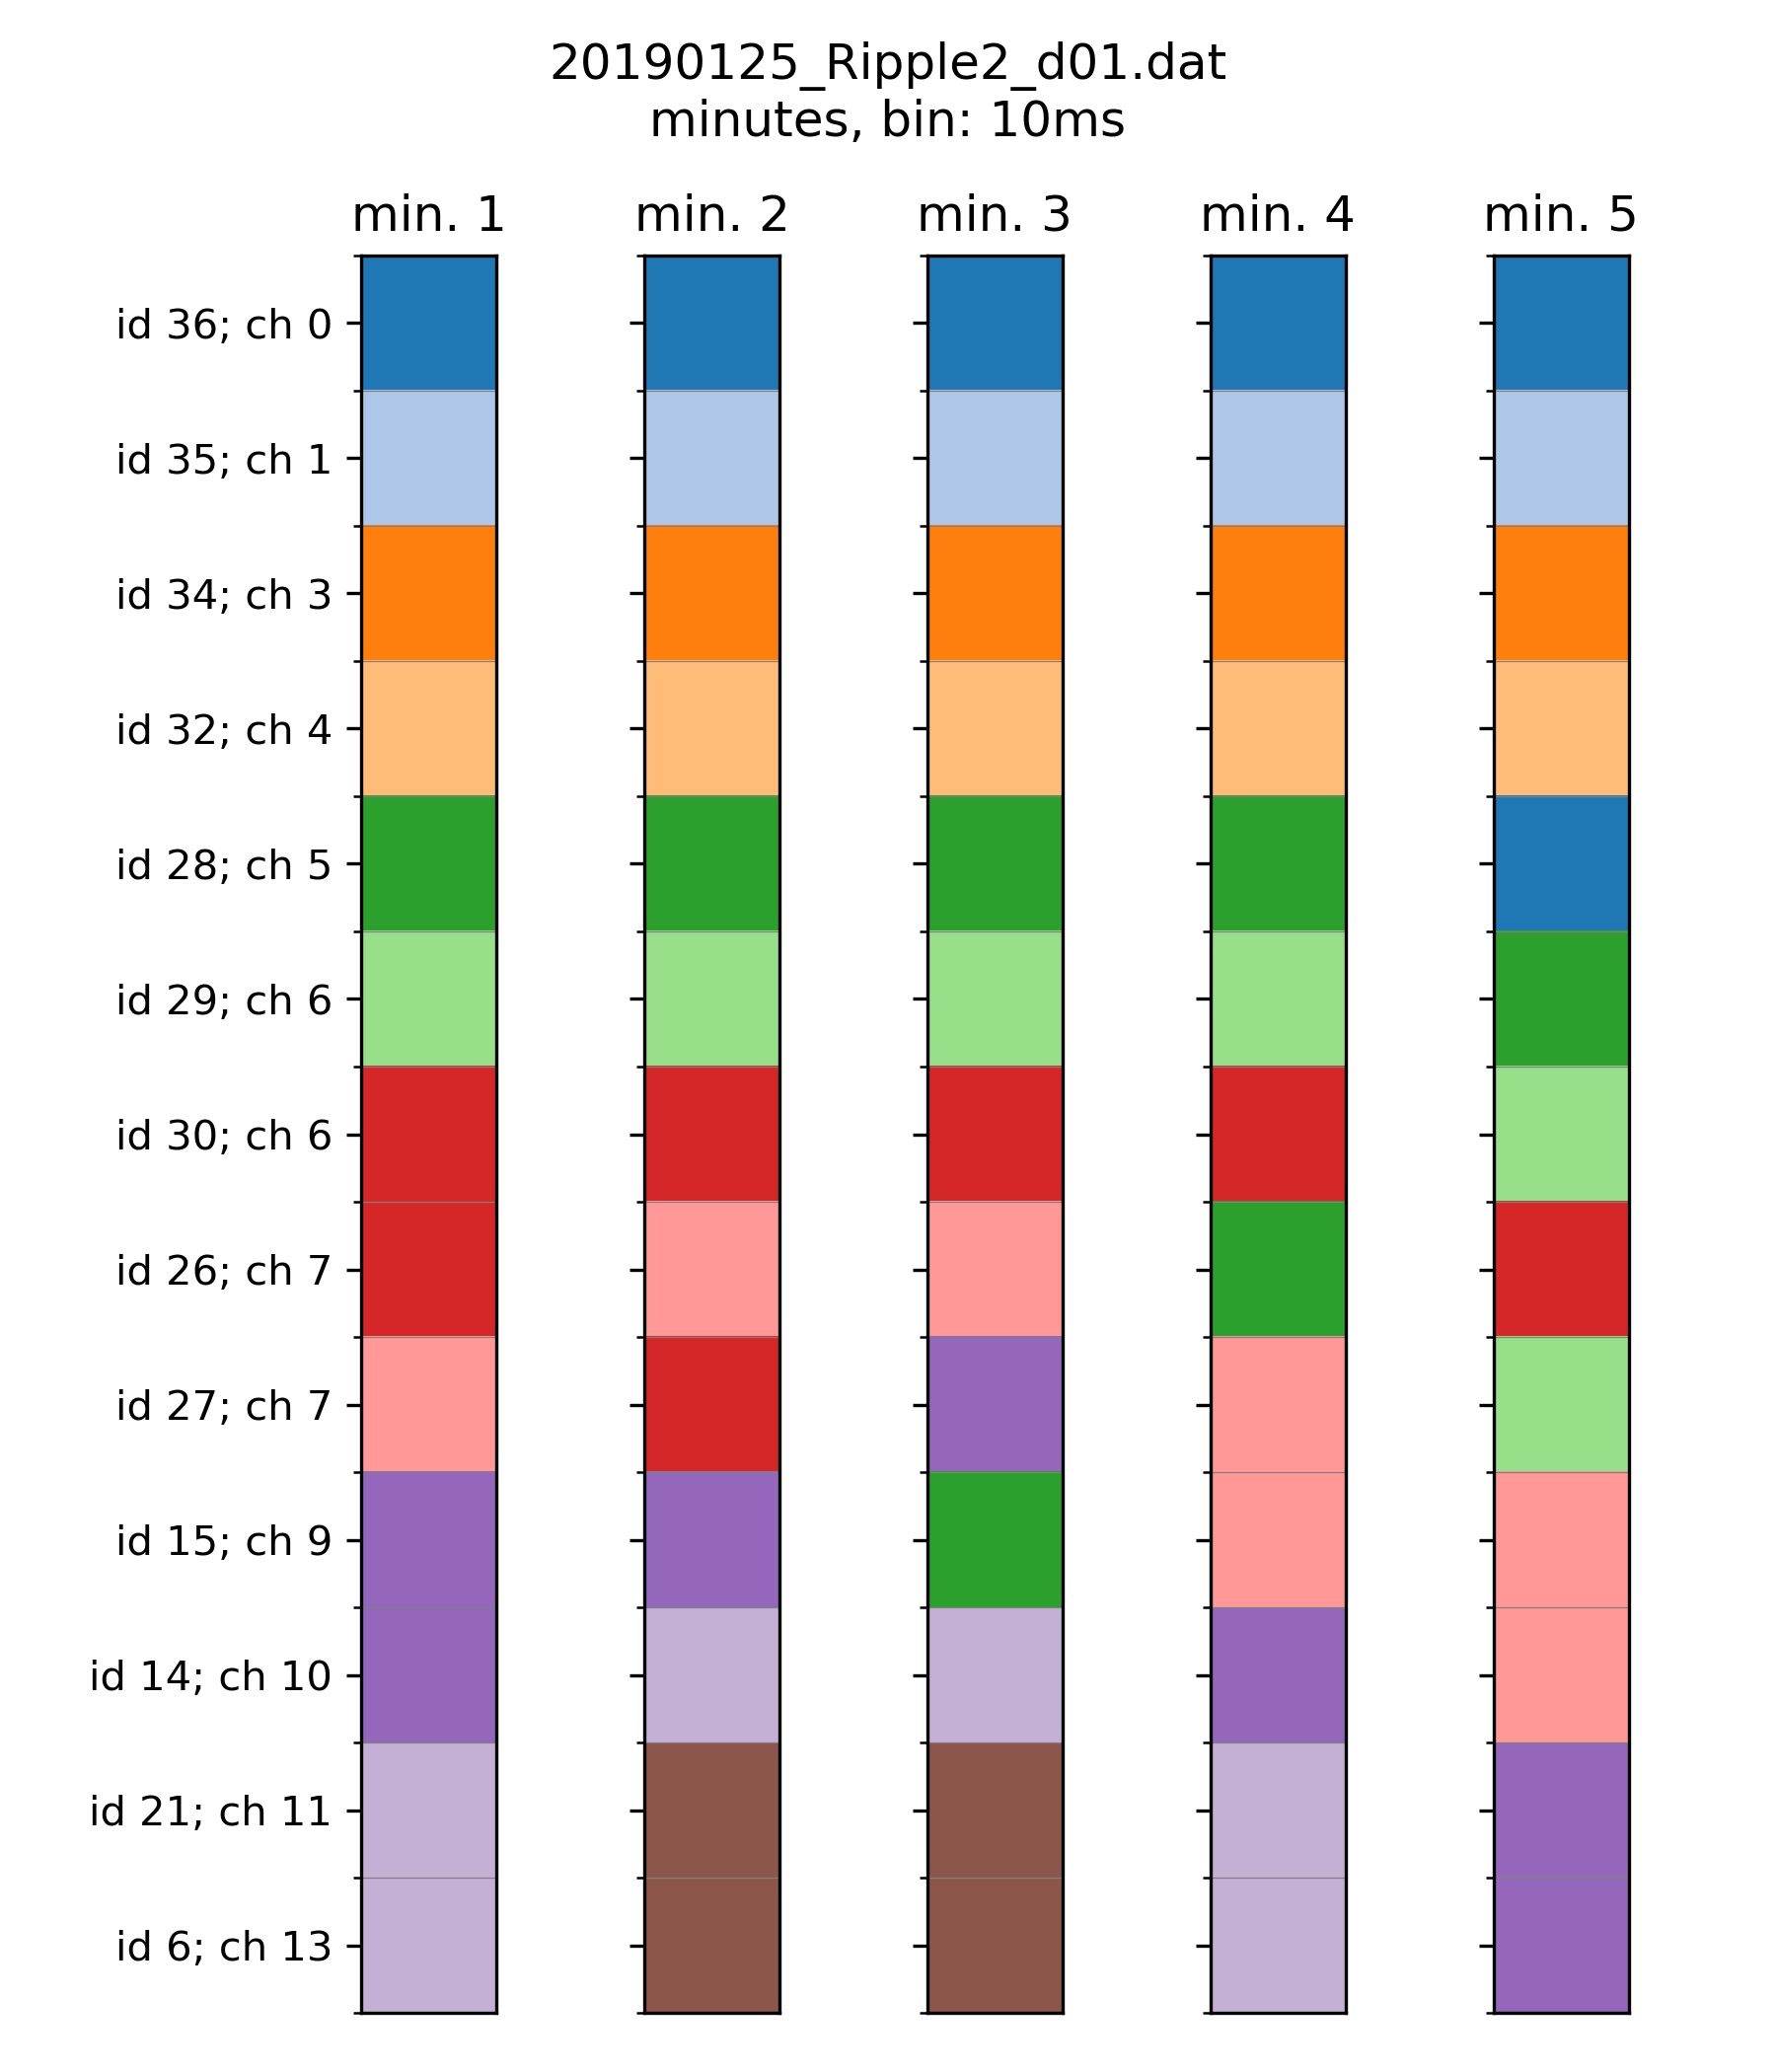 20190125_Ripple2_d01.dat
minutes, bin: 10ms
min. 1 min. 2 min. 3 min. 4 min. 5
id 36; ch 0
id 35; ch 1
id 34; ch 3
id 32; ch 4
id 28; ch 5
id 29; ch 6
id 30; ch 6
id 26; ch 7
id 27; ch 7
id 15; ch 9
id 14; ch 10
id 21; ch 11
id 6; ch 13